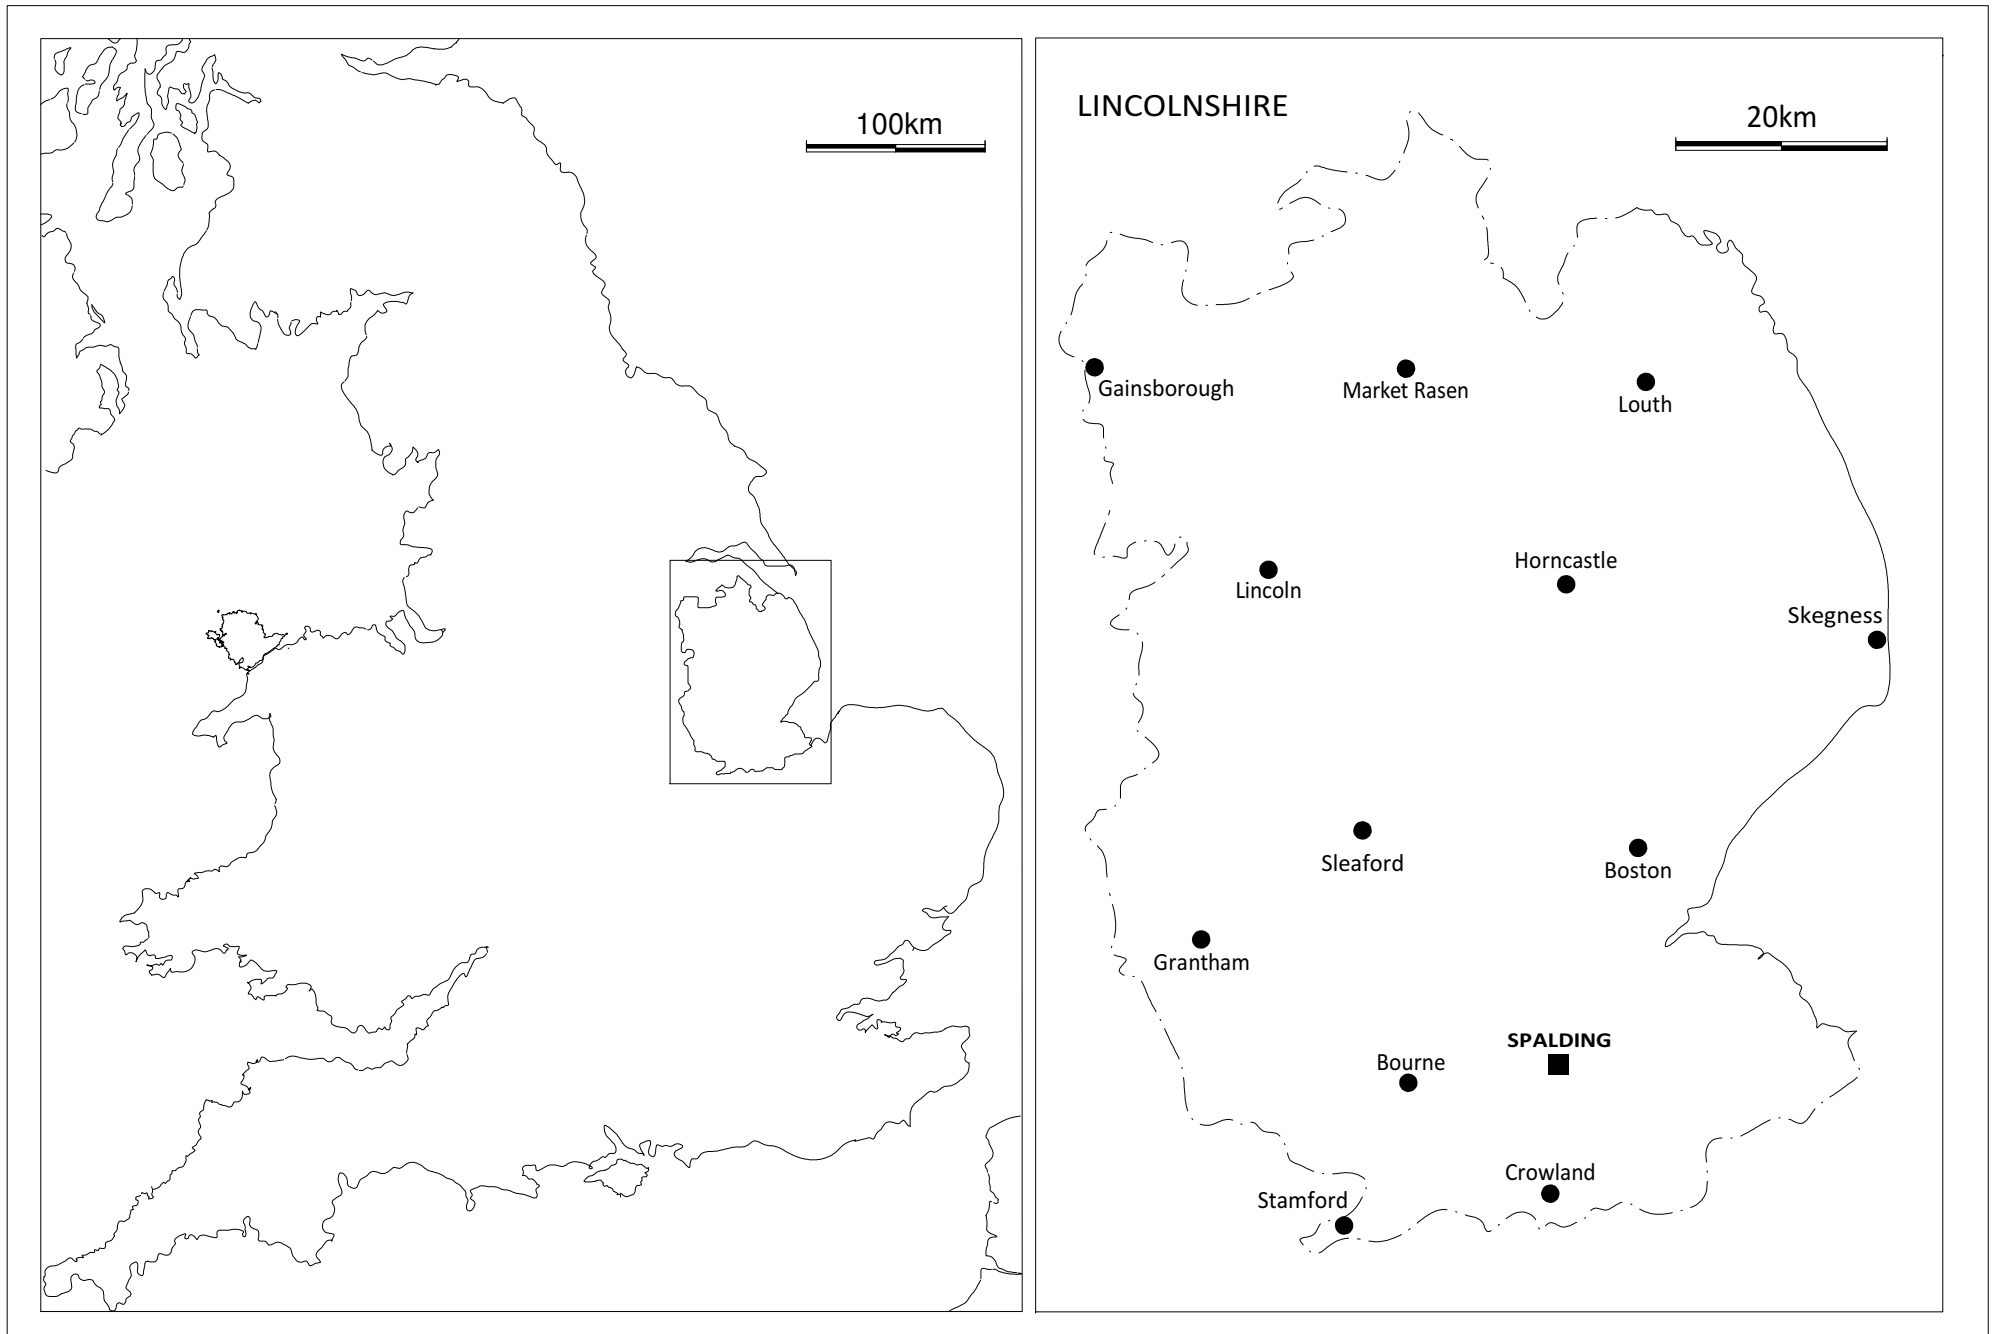 100km
LINCOLNSHIRE
20km
Gainsborough
Market Rasen
Louth
Horncastle
Lincoln
Skegness
Sleaford
Boston
Grantham
SPALDING
Bourne
Crowland
Stamford